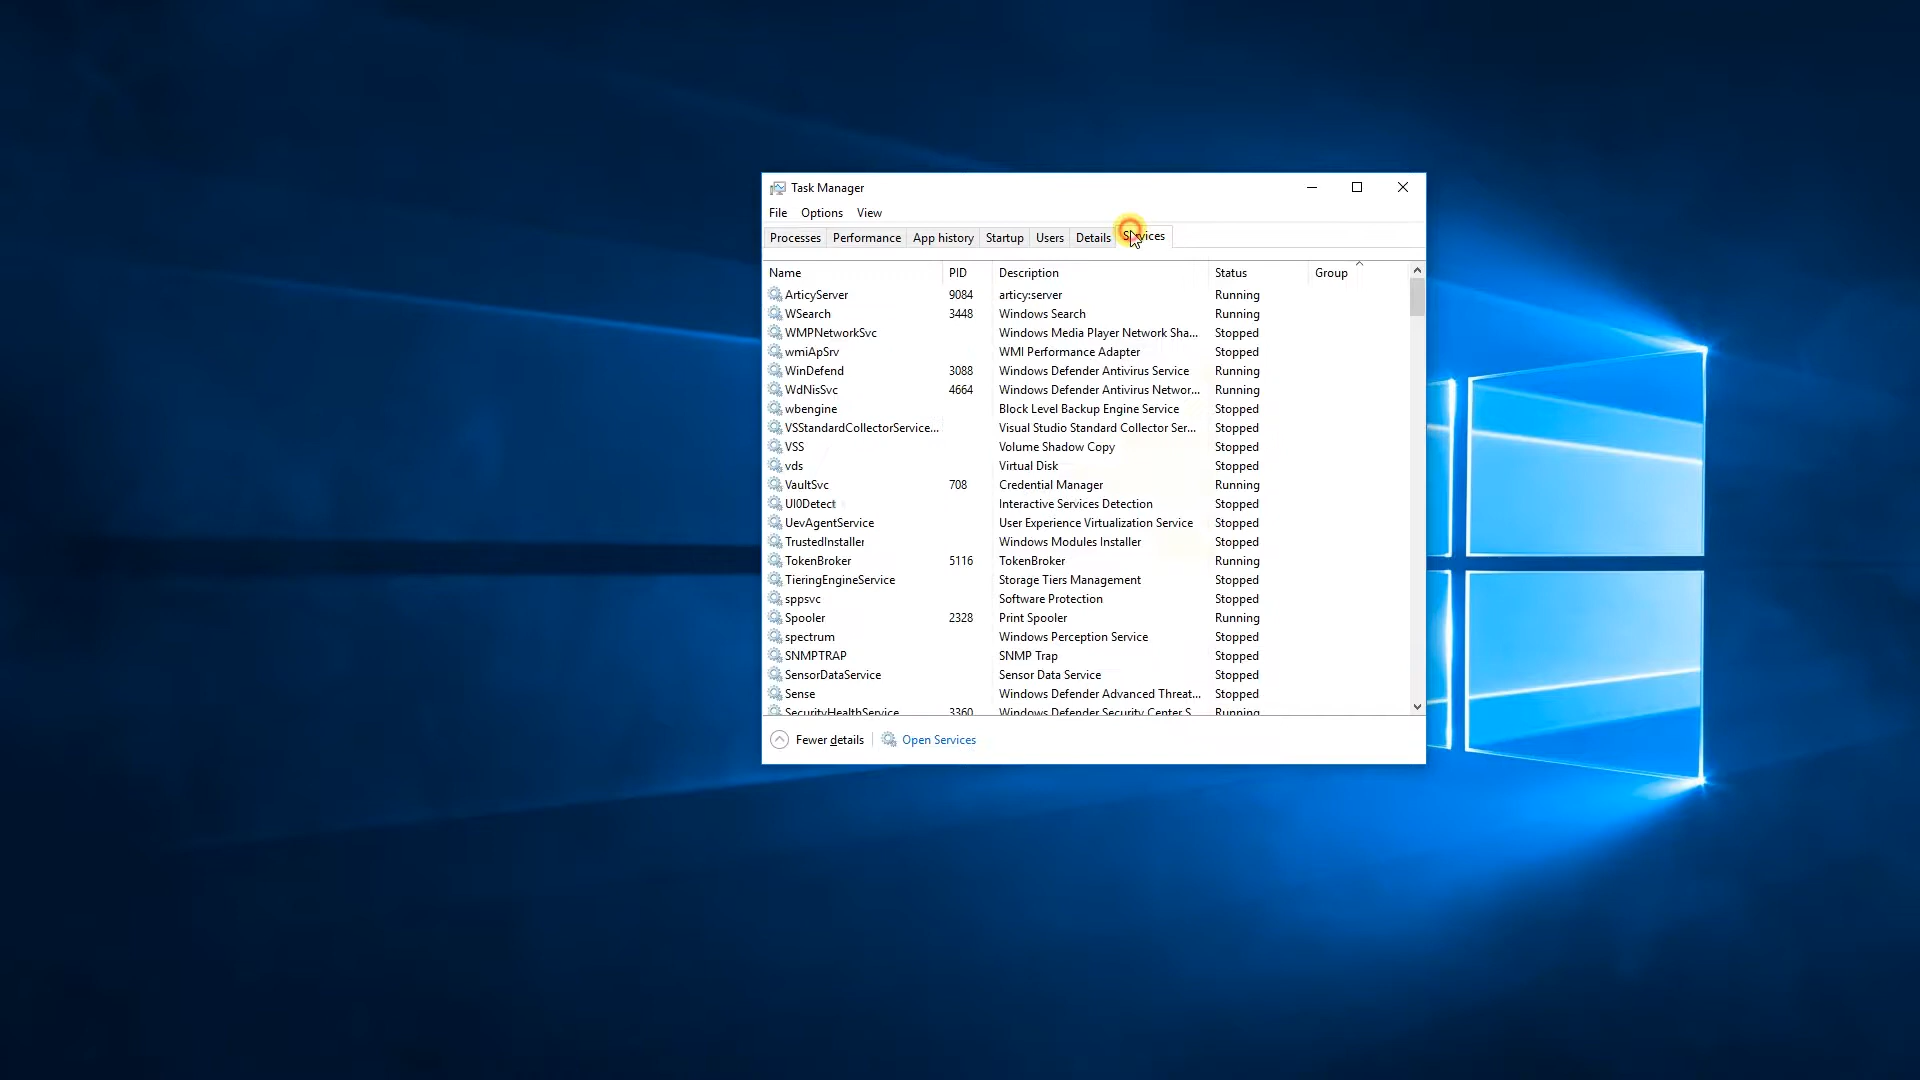 Task Manager
File Options View
Processes Performance App history Startup Users Details Services
Name PID Description Status Group
ArticyServer 9084 articy:server Running
WSearch 3448 Windows Search Running
WMPNetworkSvc Windows Media Player Network Sha... Stopped
wmiApSrv WMI Performance Adapter Stopped
WinDefend 3088 Windows Defender Antivirus Service Running
WdNisSvc 4664 Windows Defender Antivirus Networ... Running
wbengine Block Level Backup Engine Service Stopped
VSStandardCollectorService... Visual Studio Standard Collector Ser... Stopped
VSS Volume Shadow Copy Stopped
vds Virtual Disk Stopped
VaultSvc 708 Credential Manager Running
UI0Detect Interactive Services Detection Stopped
UevAgentService User Experience Virtualization Service Stopped
TrustedInstaller Windows Modules Installer Stopped
TokenBroker 5116 TokenBroker Running
TieringEngineService Storage Tiers Management Stopped
sppsvc Software Protection Stopped
Spooler 2328 Print Spooler Running
spectrum Windows Perception Service Stopped
SNMPTRAP SNMP Trap Stopped
SensorDataService Sensor Data Service Stopped
Sense Windows Defender Advanced Threat... Stopped
SecurityHealthService 3360 Windows Defender Security Center S... Running
Fewer details Open Services